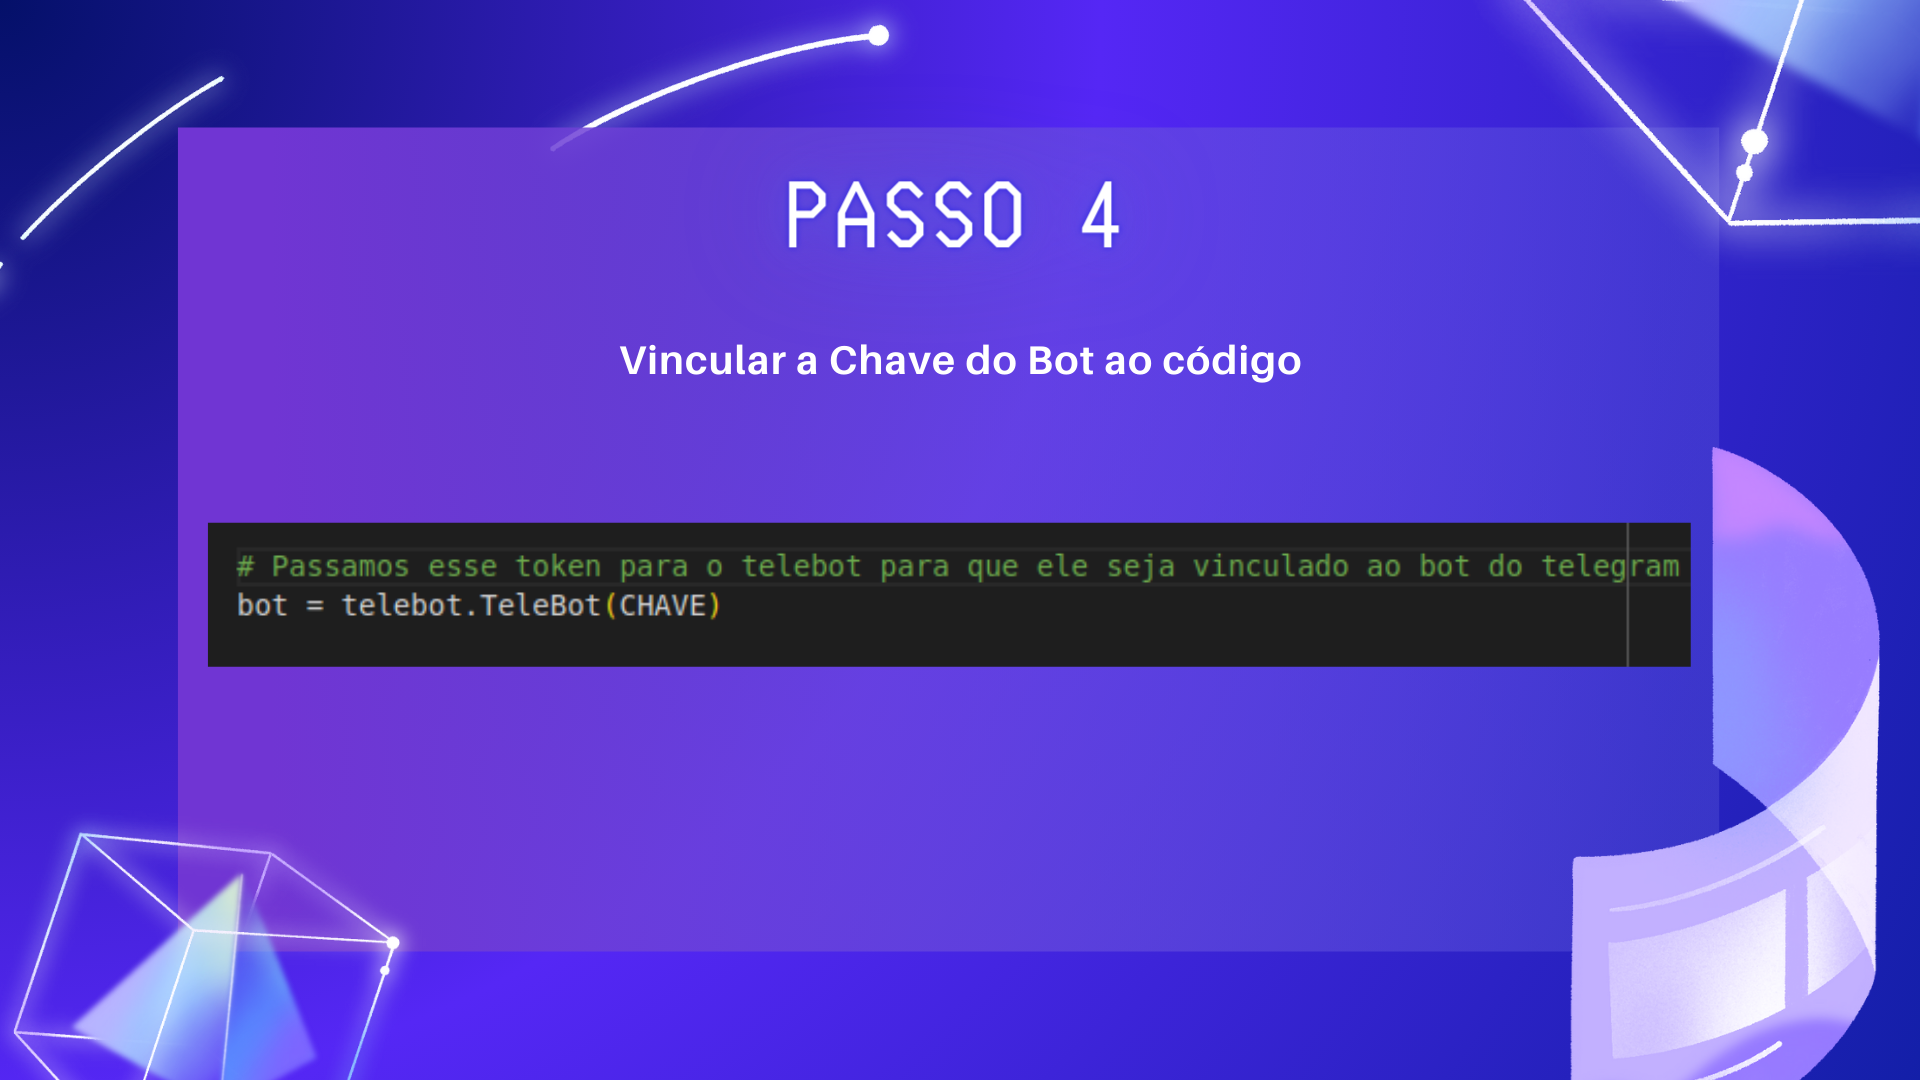 PASSO 4
Vincular a Chave do Bot ao código
# Passamos esse token para o telebot para que ele seja vinculado ao bot do telegram
bot = telebot.TeleBot(CHAVE)